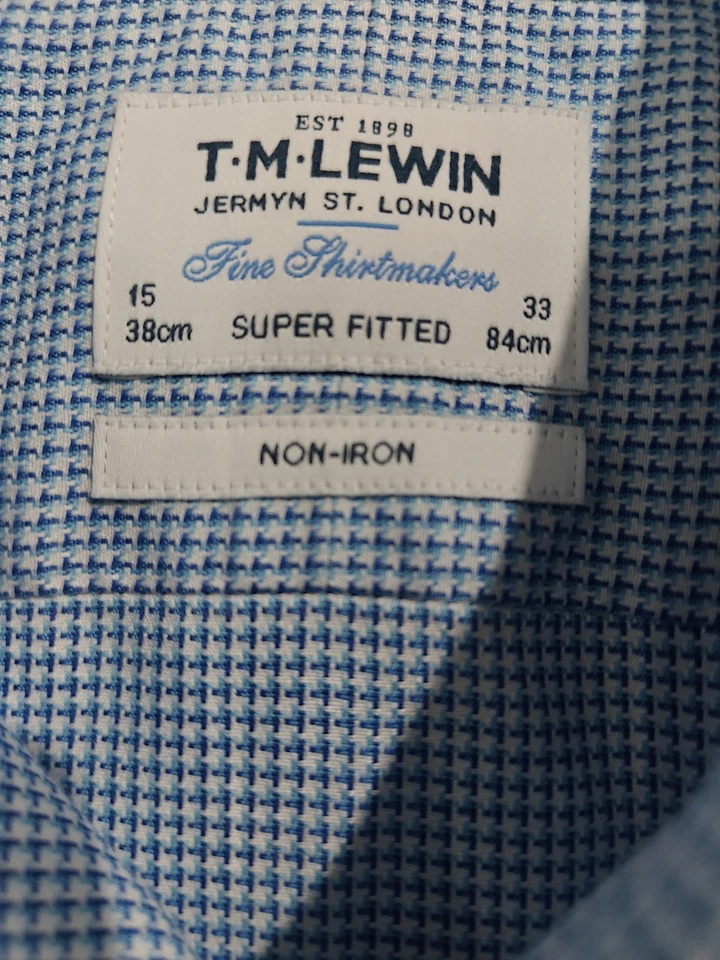 EST 1898
T·M·LEWIN
JERMYN ST. LONDON
Fine Shirtmakers
15 33
38cm SUPER FITTED 84cm
NON-IRON